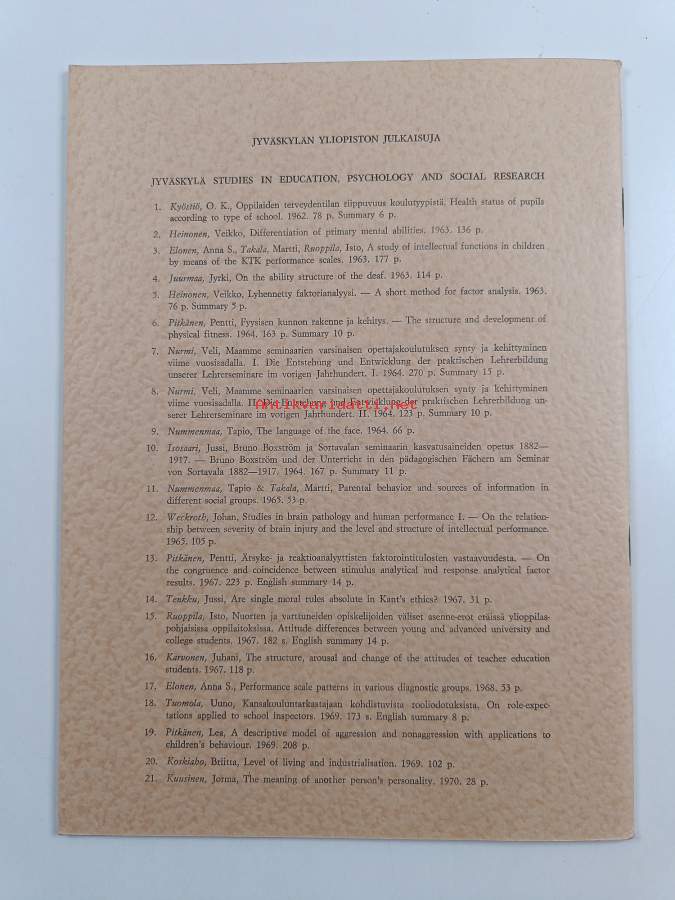 JYVÄSKYLÄN YLIOPISTON JULKAISUJA
JYVÄSKYLÄ STUDIES IN EDUCATION, PSYCHOLOGY AND SOCIAL RESEARCH
1. Kyöstiö, O. K., Oppilaiden terveydentilan riippuvuus koulutyypistä. Health status of pupils
according to type of school. 1962. 78 p. Summary 6 p.
2. Heinonen, Veikko, Differentiation of primary mental abilities. 1963. 136 p.
3. Elonen, Anna S., Takala, Martti, Ruoppila, Isto, A study of intellectual functions in children
by means of the KTK performance scales. 1963. 177 p.
4. Juurmaa, Jyrki, On the ability structure of the deaf. 1963. 114 p.
5. Heinonen, Veikko, Lyhennetty faktorianalyysi. — A short method for factor analysis. 1963.
76 p. Summary 5 p.
6. Pitkänen, Pentti, Fyysisen kunnon rakenne ja kehitys. — The structure and development of
physical fitness. 1964. 163 p. Summary 10 p.
7. Nurmi, Veli, Maamme seminaarien varsinaisen opettajakoulutuksen synty ja kehittyminen
viime vuosisadalla. I. Die Entstehung und Entwicklung der praktischen Lehrerbildung
unserer Lehrerseminare im vorigen Jahrhundert. I. 1964. 270 p. Summary 15 p.
8. Nurmi, Veli, Maamme seminaarien varsinaisen opettajakoulutuksen synty ja kehittyminen
viime vuosisadalla. II. Die Entstehung und Entwicklung der praktischen Lehrerbildung un-
serer Lehrerseminare im vorigen Jahrhundert. II. 1964. 123 p. Summary 10 p.
Antikvariaatti.net
9. Nummenmaa, Tapio, The language of the face. 1964. 66 p.
10. Isosaari, Jussi, Bruno Boxström ja Sortavalan seminaarin kasvatusaineiden opetus 1882—
1917. — Bruno Boxström und der Unterricht in den pädagogischen Fächern am Seminar
von Sortavala 1882—1917. 1964. 167 p. Summary 11 p.
11. Nummenmaa, Tapio & Takala, Martti, Parental behavior and sources of information in
different social groups. 1965. 53 p.
12. Weckroth, Johan, Studies in brain pathology and human performance I. — On the relation-
ship between severity of brain injury and the level and structure of intellectual performance.
1965. 105 p.
13. Pitkänen, Pentti, Ärsyke- ja reaktioanalyyttisten faktorointitulosten vastaavuudesta. — On
the congruence and coincidence between stimulus analytical and response analytical factor
results. 1967. 223 p. English summary 14 p.
14. Tenkku, Jussi, Are single moral rules absolute in Kant's ethics? 1967. 31 p.
15. Ruoppila, Isto, Nuorten ja varttuneiden opiskelijoiden väliset asenne-erot eräissä ylioppilas-
pohjaisissa oppilaitoksissa. Attitude differences between young and advanced university and
college students. 1967. 182 s. English summary 14 p.
16. Karvonen, Juhani, The structure, arousal and change of the attitudes of teacher education
students. 1967. 118 p.
17. Elonen, Anna S., Performance scale patterns in various diagnostic groups. 1968. 53 p.
18. Tuomola, Uuno, Kansakouluntarkastajaan kohdistuvista rooliodotuksista. On role-expec-
tations applied to school inspectors. 1969. 173 s. English summary 8 p.
19. Pitkänen, Lea, A descriptive model of aggression and nonaggression with applications to
children's behaviour. 1969. 208 p.
20. Koskiaho, Briitta, Level of living and industrialisation. 1969. 102 p.
21. Kuusinen, Jorma, The meaning of another person's personality. 1970. 28 p.